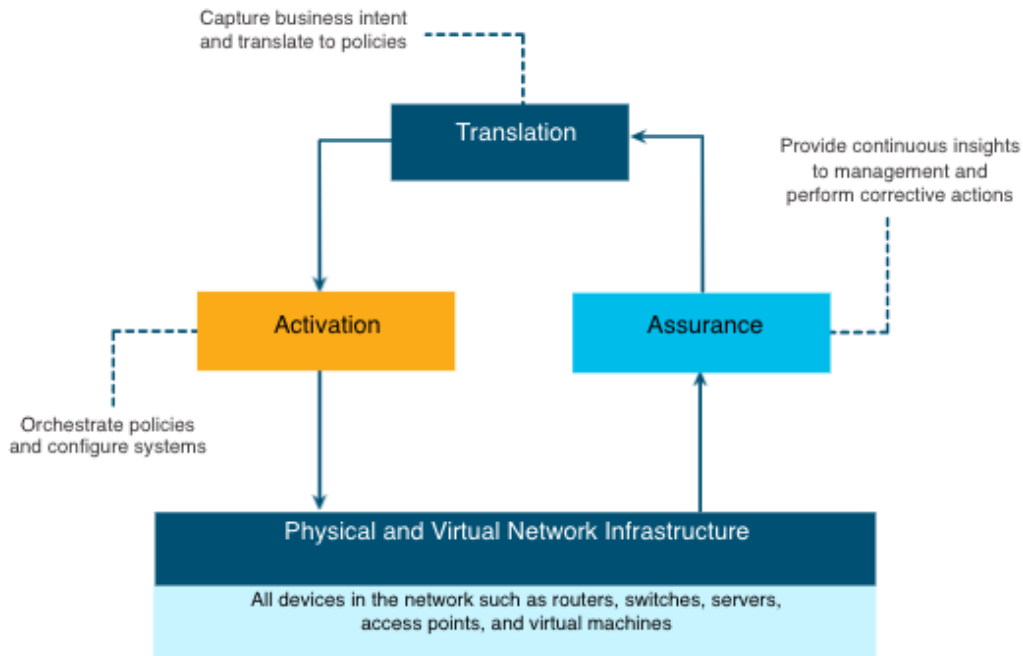 Capture business intent
and translate to policies
Translation
Provide continuous insights
to management and
perform corrective actions
Activation
Assurance
Orchestrate policies
and configure systems
Physical and Virtual Network Infrastructure
All devices in the network such as routers, switches, servers,
access points, and virtual machines